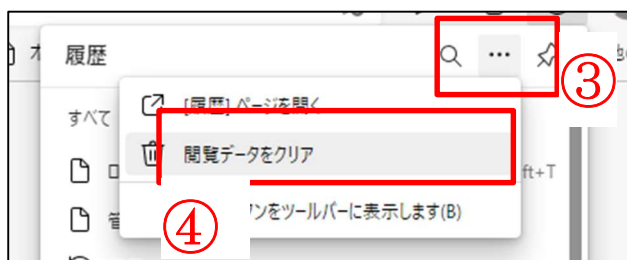 履歴
③
[履歴] ページを開く
すべて
閲覧データをクリア
ft+T
④
ンをツールバーに表示します(B)